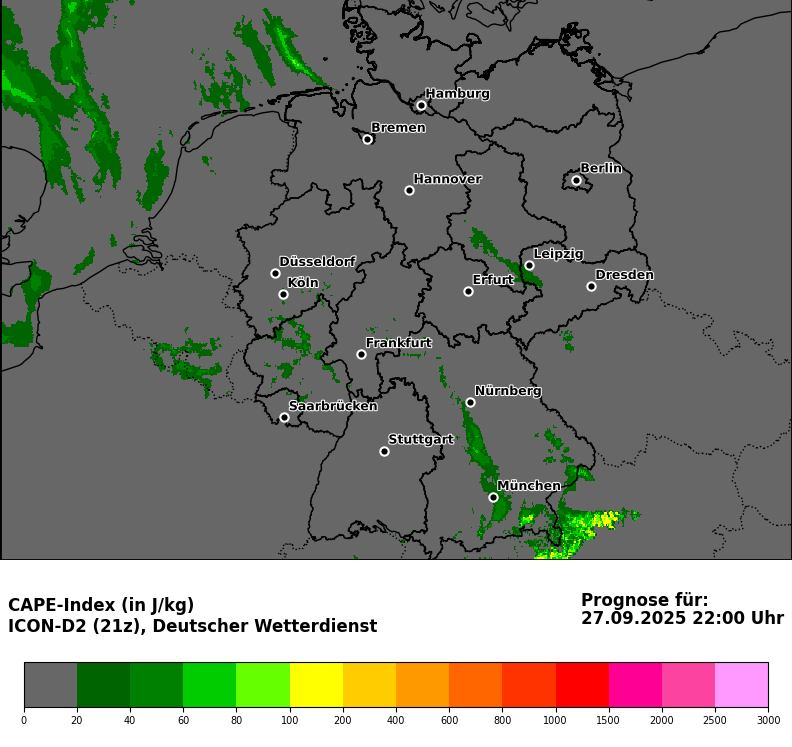 Hamburg
Bremen
Berlin
Hannover
Leipzig
Düsseldorf
Dresden
Köln
Erfurt
Frankfurt
Nürnberg
Saarbrücken
Stuttgart
München
CAPE-Index (in J/kg)
ICON-D2 (21z), Deutscher Wetterdienst
Prognose für:
27.09.2025 22:00 Uhr
0 20 40 60 80 100 200 400 600 800 1000 1500 2000 2500 3000